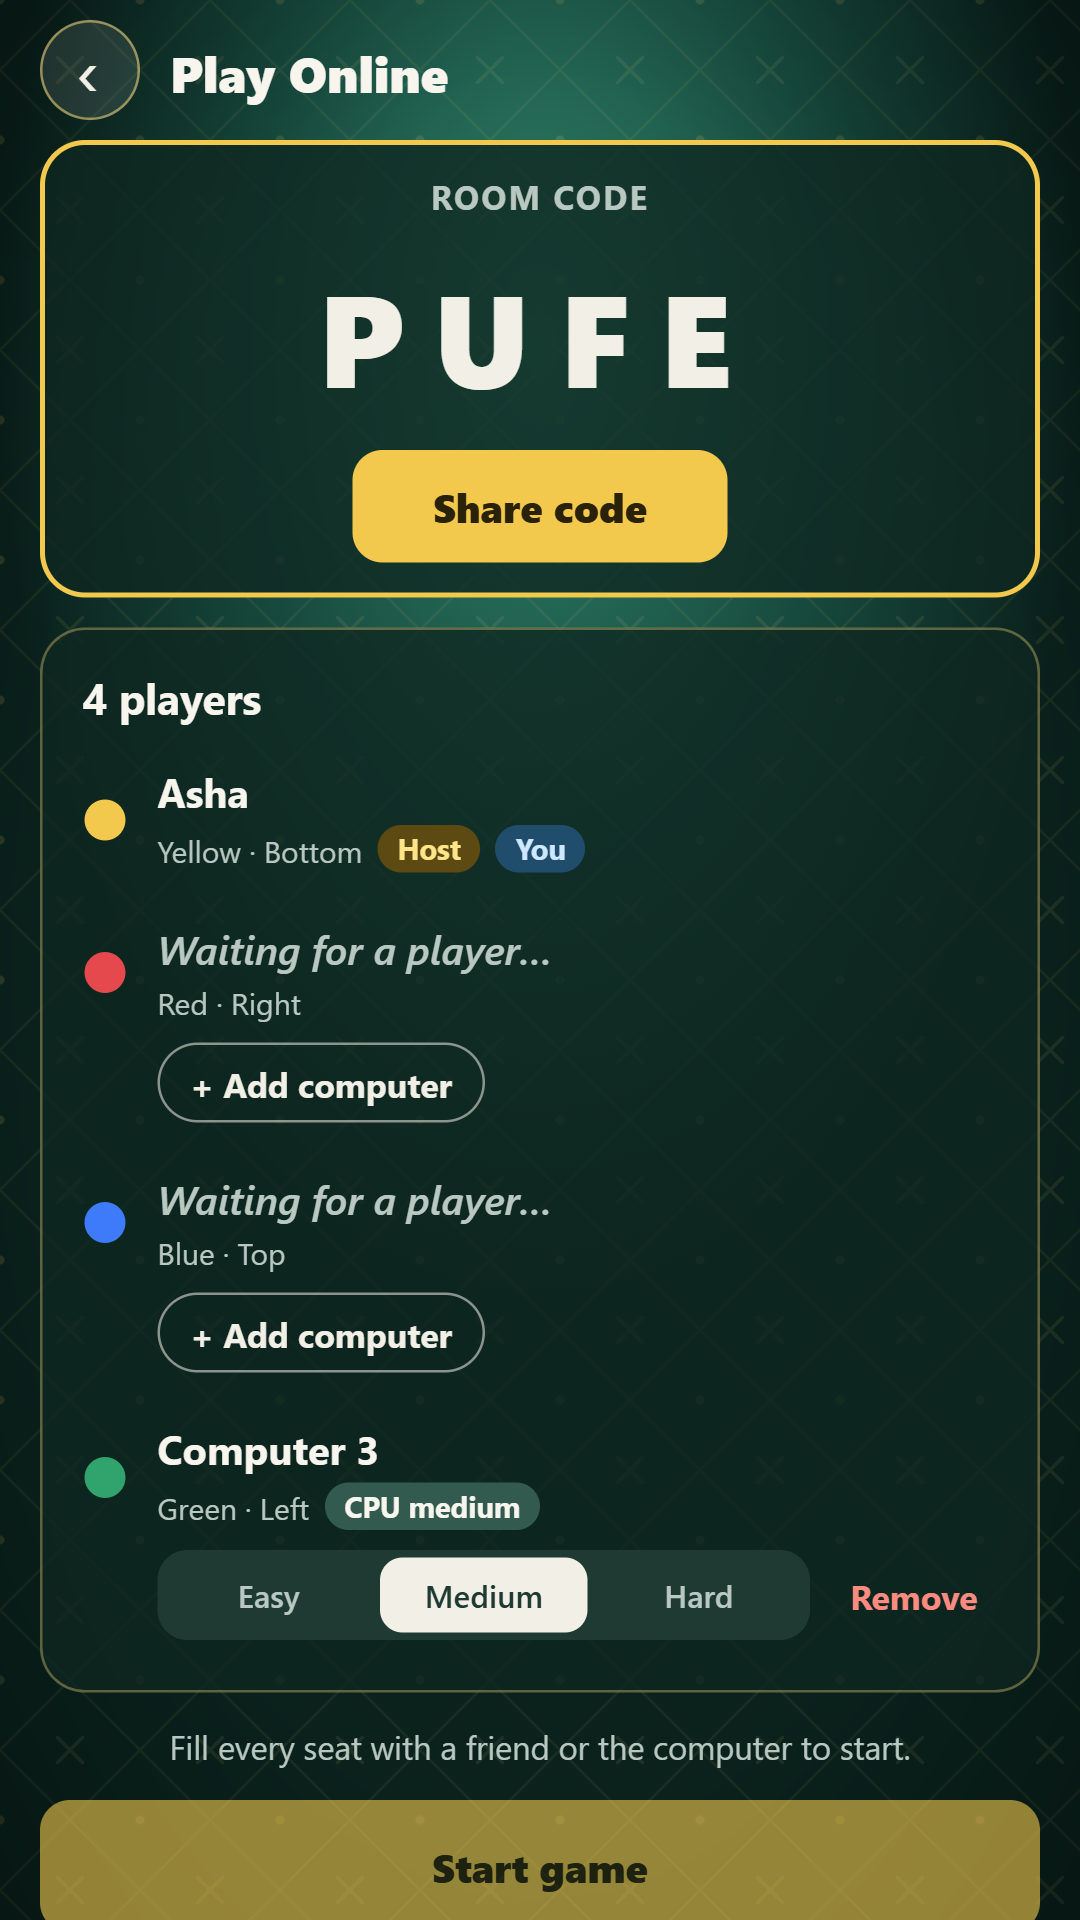 ‹ Play Online
ROOM CODE
PUFE
Share code
4 players
Asha
Yellow · Bottom Host You
Waiting for a player...
Red · Right
+ Add computer
Waiting for a player...
Blue · Top
+ Add computer
Computer 3
Green · Left CPU medium
Easy Medium Hard Remove
Fill every seat with a friend or the computer to start.
Start game